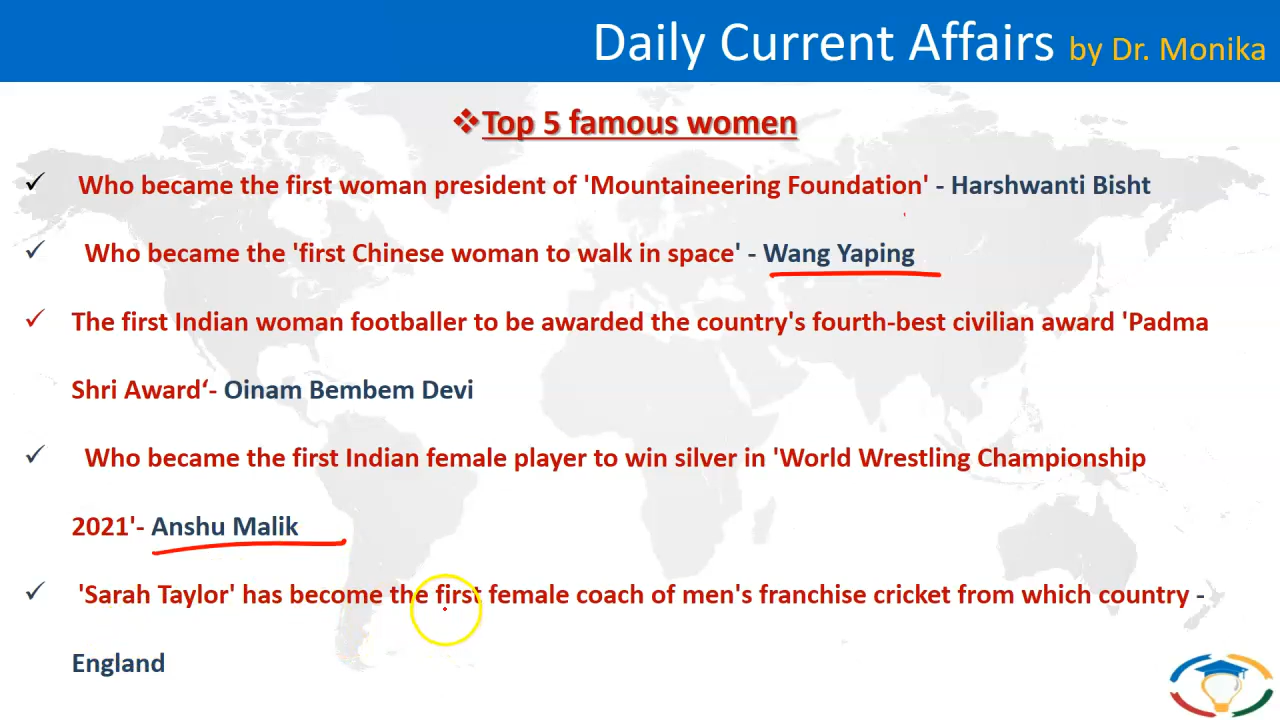 Daily Current Affairs by Dr. Monika
❖Top 5 famous women
✓ Who became the first woman president of 'Mountaineering Foundation' - Harshwanti Bisht
✓ Who became the 'first Chinese woman to walk in space' - Wang Yaping
✓ The first Indian woman footballer to be awarded the country's fourth-best civilian award 'Padma
Shri Award‘- Oinam Bembem Devi
✓ Who became the first Indian female player to win silver in 'World Wrestling Championship
2021'- Anshu Malik
✓ 'Sarah Taylor' has become the first female coach of men's franchise cricket from which country -
England